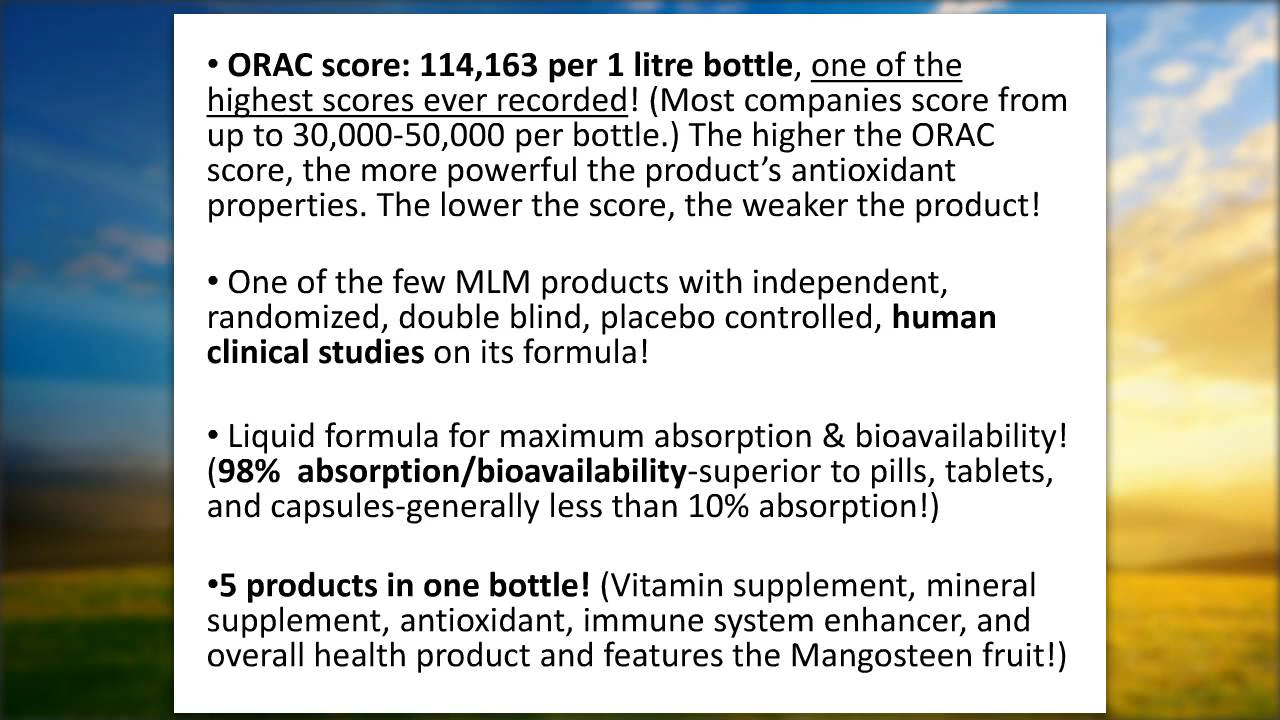 • ORAC score: 114,163 per 1 litre bottle, one of the
highest scores ever recorded! (Most companies score from
up to 30,000-50,000 per bottle.) The higher the ORAC
score, the more powerful the product’s antioxidant
properties. The lower the score, the weaker the product!
• One of the few MLM products with independent,
randomized, double blind, placebo controlled, human
clinical studies on its formula!
• Liquid formula for maximum absorption & bioavailability!
(98%  absorption/bioavailability-superior to pills, tablets,
and capsules-generally less than 10% absorption!)
•5 products in one bottle! (Vitamin supplement, mineral
supplement, antioxidant, immune system enhancer, and
overall health product and features the Mangosteen fruit!)